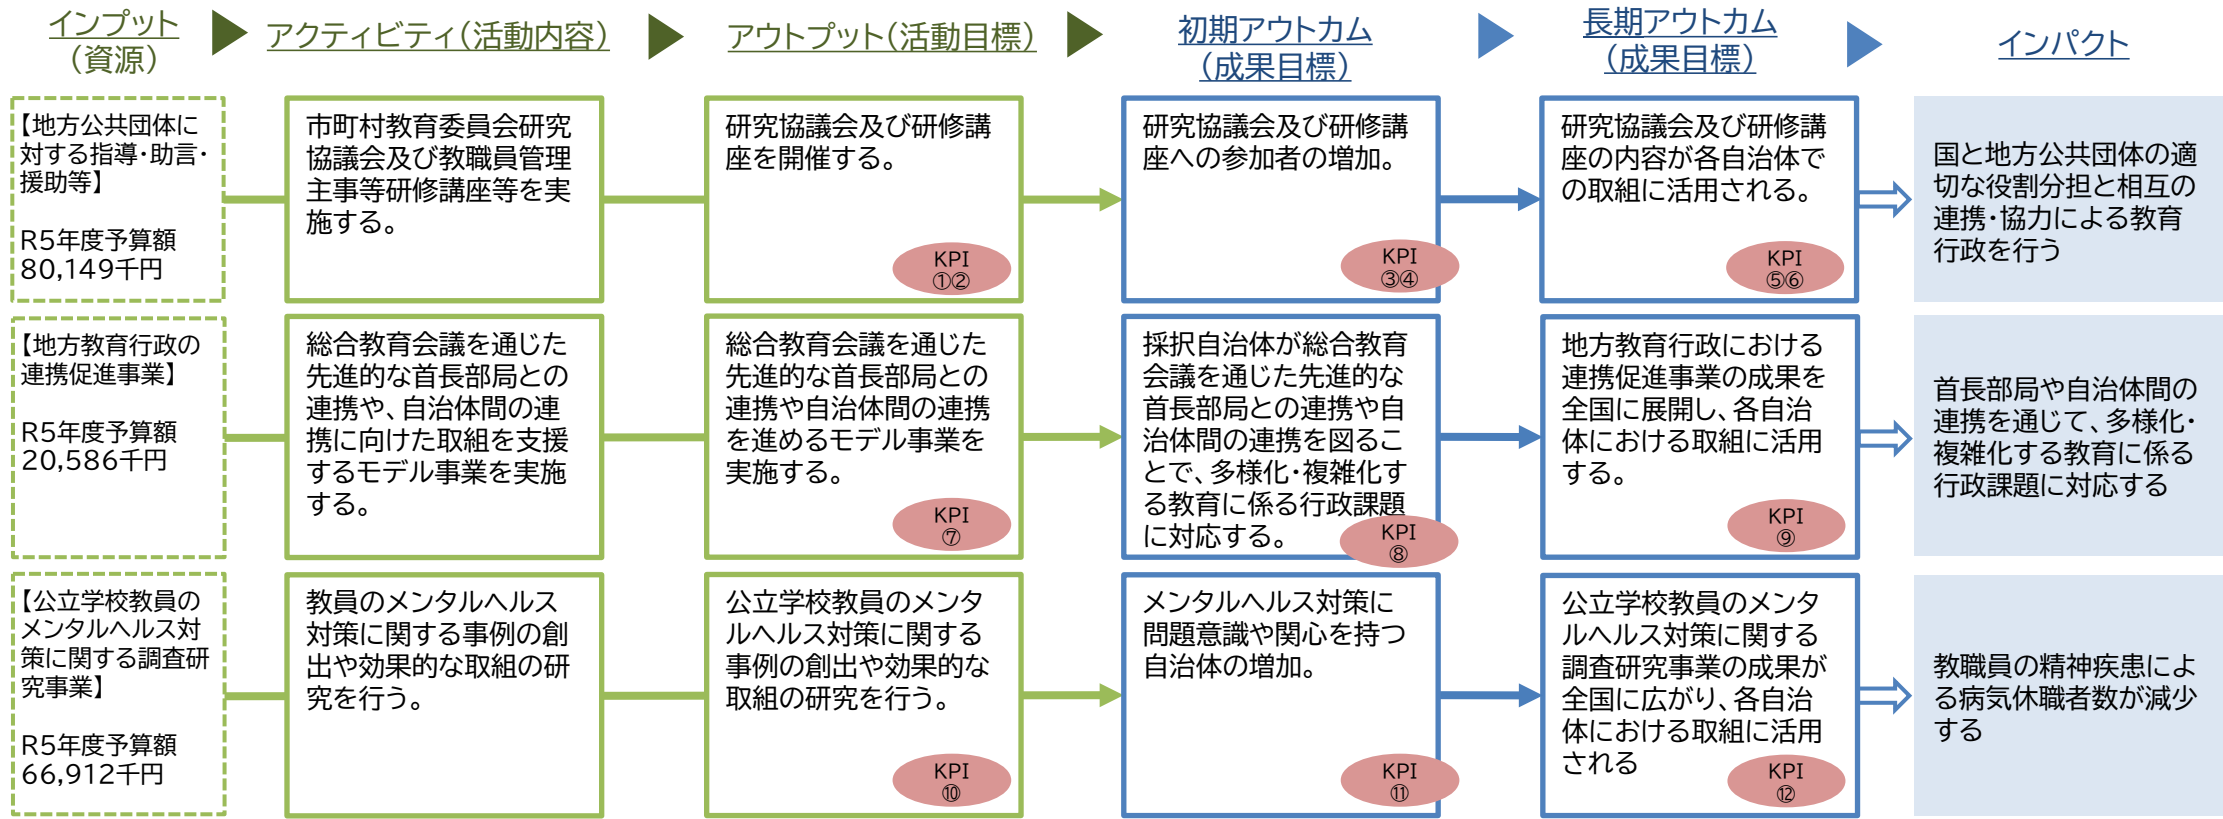 インプット
（資源）
アクティビティ（活動内容）
アウトプット（活動目標）
初期アウトカム
（成果目標）
長期アウトカム
（成果目標）
インパクト
【地方公共団体に
対する指導・助言・
援助等】
R5年度予算額
80,149千円
市町村教育委員会研究
協議会及び教職員管理
主事等研修講座等を実
施する。
研究協議会及び研修講
座を開催する。
KPI
①②
研究協議会及び研修講
座への参加者の増加。
KPI
③④
研究協議会及び研修講
座の内容が各自治体で
の取組に活用される。
KPI
⑤⑥
国と地方公共団体の適
切な役割分担と相互の
連携・協力による教育
行政を行う
【地方教育行政の
連携促進事業】
R5年度予算額
20,586千円
総合教育会議を通じた
先進的な首長部局との
連携や、自治体間の連
携に向けた取組を支援
するモデル事業を実施
する。
総合教育会議を通じた
先進的な首長部局との
連携や自治体間の連携
を進めるモデル事業を
実施する。
KPI
⑦
採択自治体が総合教育
会議を通じた先進的な
首長部局との連携や自
治体間の連携を図るこ
とで、多様化・複雑化す
る教育に係る行政課題
に対応する。
KPI
⑧
地方教育行政における
連携促進事業の成果を
全国に展開し、各自治
体における取組に活用
する。
KPI
⑨
首長部局や自治体間の
連携を通じて、多様化・
複雑化する教育に係る
行政課題に対応する
【公立学校教員の
メンタルヘルス対
策に関する調査研
究事業】
R5年度予算額
66,912千円
教員のメンタルヘルス
対策に関する事例の創
出や効果的な取組の研
究を行う。
公立学校教員のメンタ
ルヘルス対策に関する
事例の創出や効果的な
取組の研究を行う。
KPI
⑩
メンタルヘルス対策に
問題意識や関心を持つ
自治体の増加。
KPI
⑪
公立学校教員のメンタ
ルヘルス対策に関する
調査研究事業の成果が
全国に広がり、各自治
体における取組に活用
される
KPI
⑫
教職員の精神疾患によ
る病気休職者数が減少
する